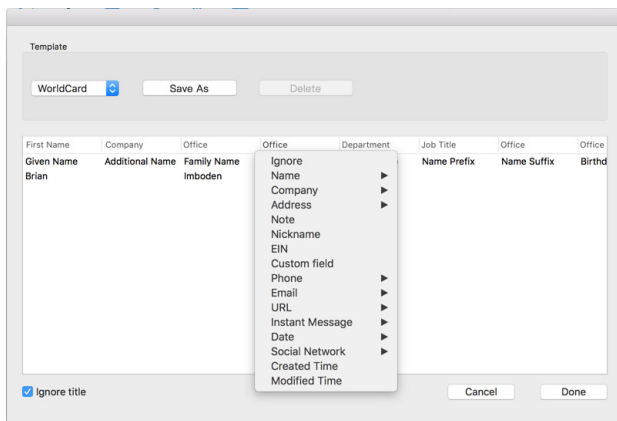 Template
WorldCard Save As Delete
First Name Company Office Office Department Job Title Office Office
Given Name Additional Name Family Name Name Prefix Name Suffix Birthd
Brian Imboden
Ignore
Name
Company
Address
Note
Nickname
EIN
Custom field
Phone
Email
URL
Instant Message
Date
Social Network
Created Time
Modified Time
Ignore title Cancel Done